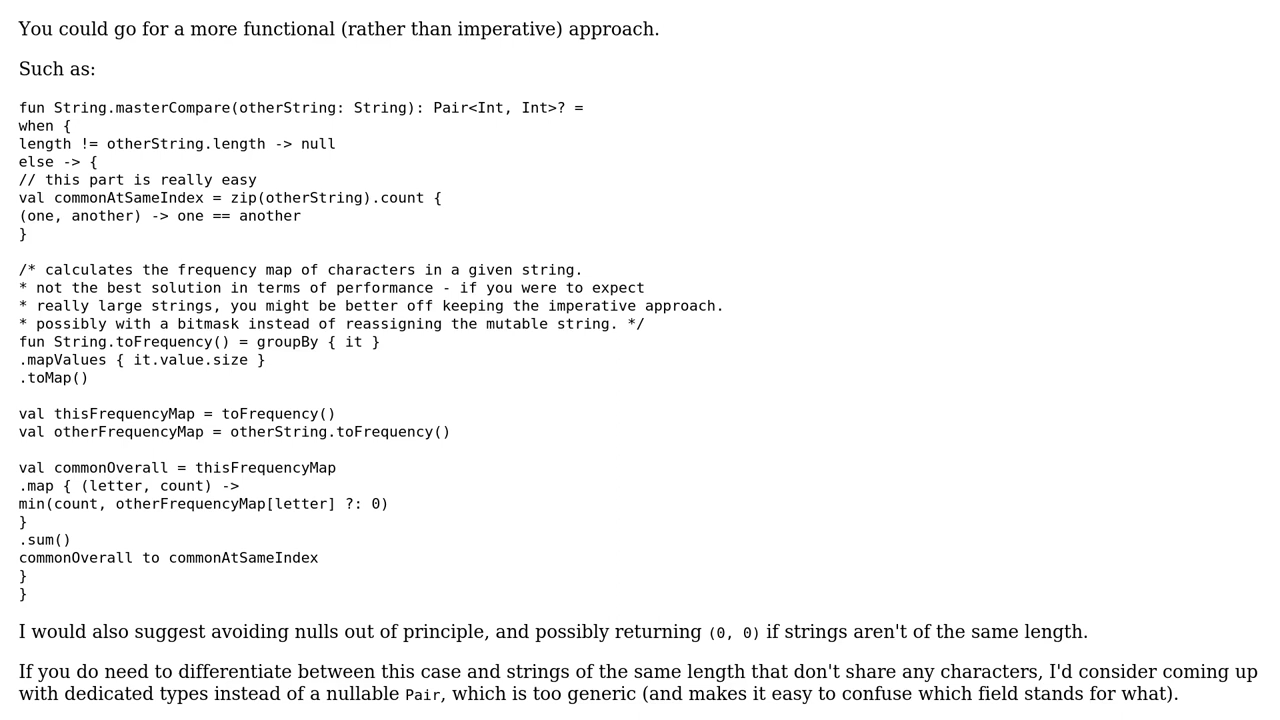 You could go for a more functional (rather than imperative) approach.
Such as:
fun String.masterCompare(otherString: String): Pair<Int, Int>? =
when {
length != otherString.length -> null
else -> {
// this part is really easy
val commonAtSameIndex = zip(otherString).count {
(one, another) -> one == another
}
/* calculates the frequency map of characters in a given string.
* not the best solution in terms of performance - if you were to expect
* really large strings, you might be better off keeping the imperative approach.
* possibly with a bitmask instead of reassigning the mutable string. */
fun String.toFrequency() = groupBy { it }
.mapValues { it.value.size }
.toMap()
val thisFrequencyMap = toFrequency()
val otherFrequencyMap = otherString.toFrequency()
val commonOverall = thisFrequencyMap
.map { (letter, count) ->
min(count, otherFrequencyMap[letter] ?: 0)
}
.sum()
commonOverall to commonAtSameIndex
}
}
I would also suggest avoiding nulls out of principle, and possibly returning (0, 0) if strings aren't of the same length.
If you do need to differentiate between this case and strings of the same length that don't share any characters, I'd consider coming up
with dedicated types instead of a nullable Pair, which is too generic (and makes it easy to confuse which field stands for what).